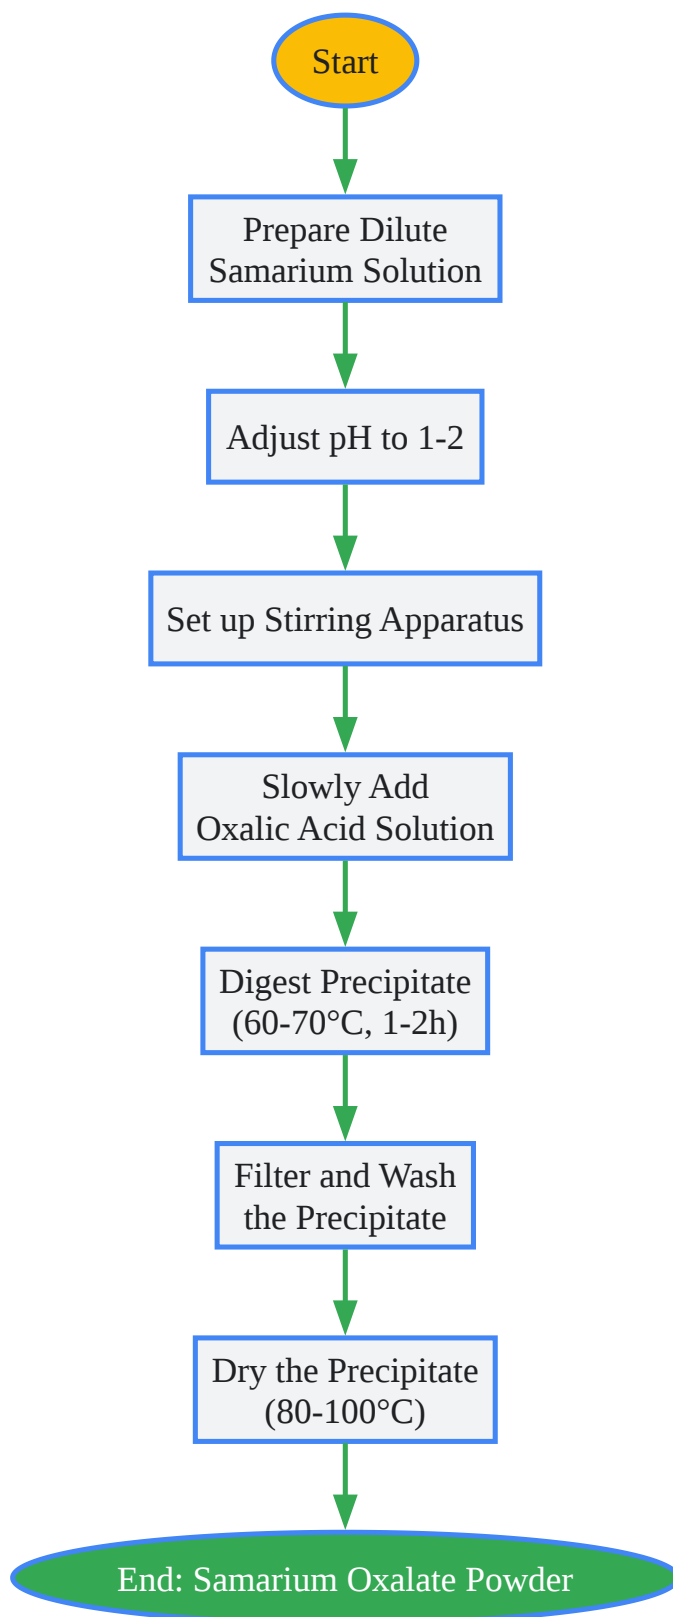 Start
Prepare Dilute
Samarium Solution
Adjust pH to 1-2
Set up Stirring Apparatus
Slowly Add
Oxalic Acid Solution
Digest Precipitate
(60-70°C, 1-2h)
Filter and Wash
the Precipitate
Dry the Precipitate
(80-100°C)
End: Samarium Oxalate Powder